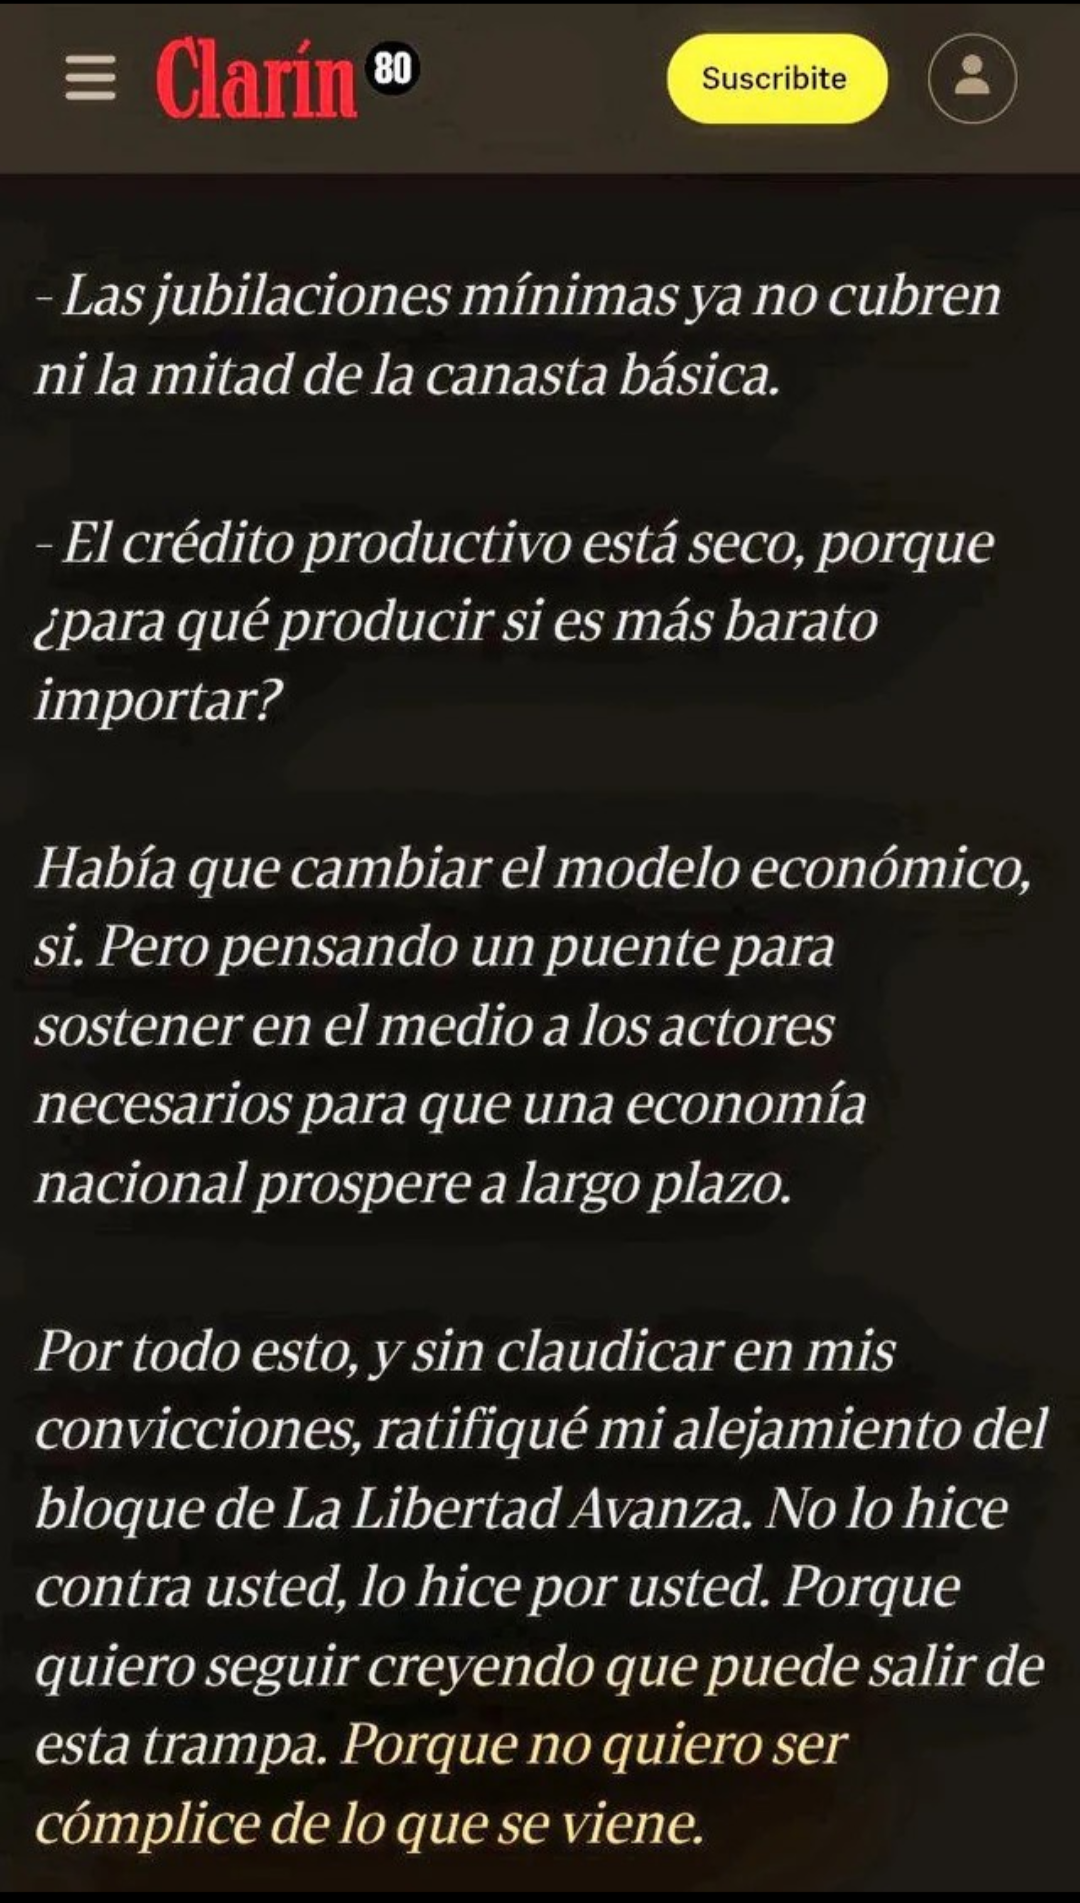 Clarín 80
Suscribite
- Las jubilaciones mínimas ya no cubren
ni la mitad de la canasta básica.
- El crédito productivo está seco, porque
¿para qué producir si es más barato
importar?
Había que cambiar el modelo económico,
si. Pero pensando un puente para
sostener en el medio a los actores
necesarios para que una economía
nacional prospere a largo plazo.
Por todo esto, y sin claudicar en mis
convicciones, ratifiqué mi alejamiento del
bloque de La Libertad Avanza. No lo hice
contra usted, lo hice por usted. Porque
quiero seguir creyendo que puede salir de
esta trampa. Porque no quiero ser
cómplice de lo que se viene.